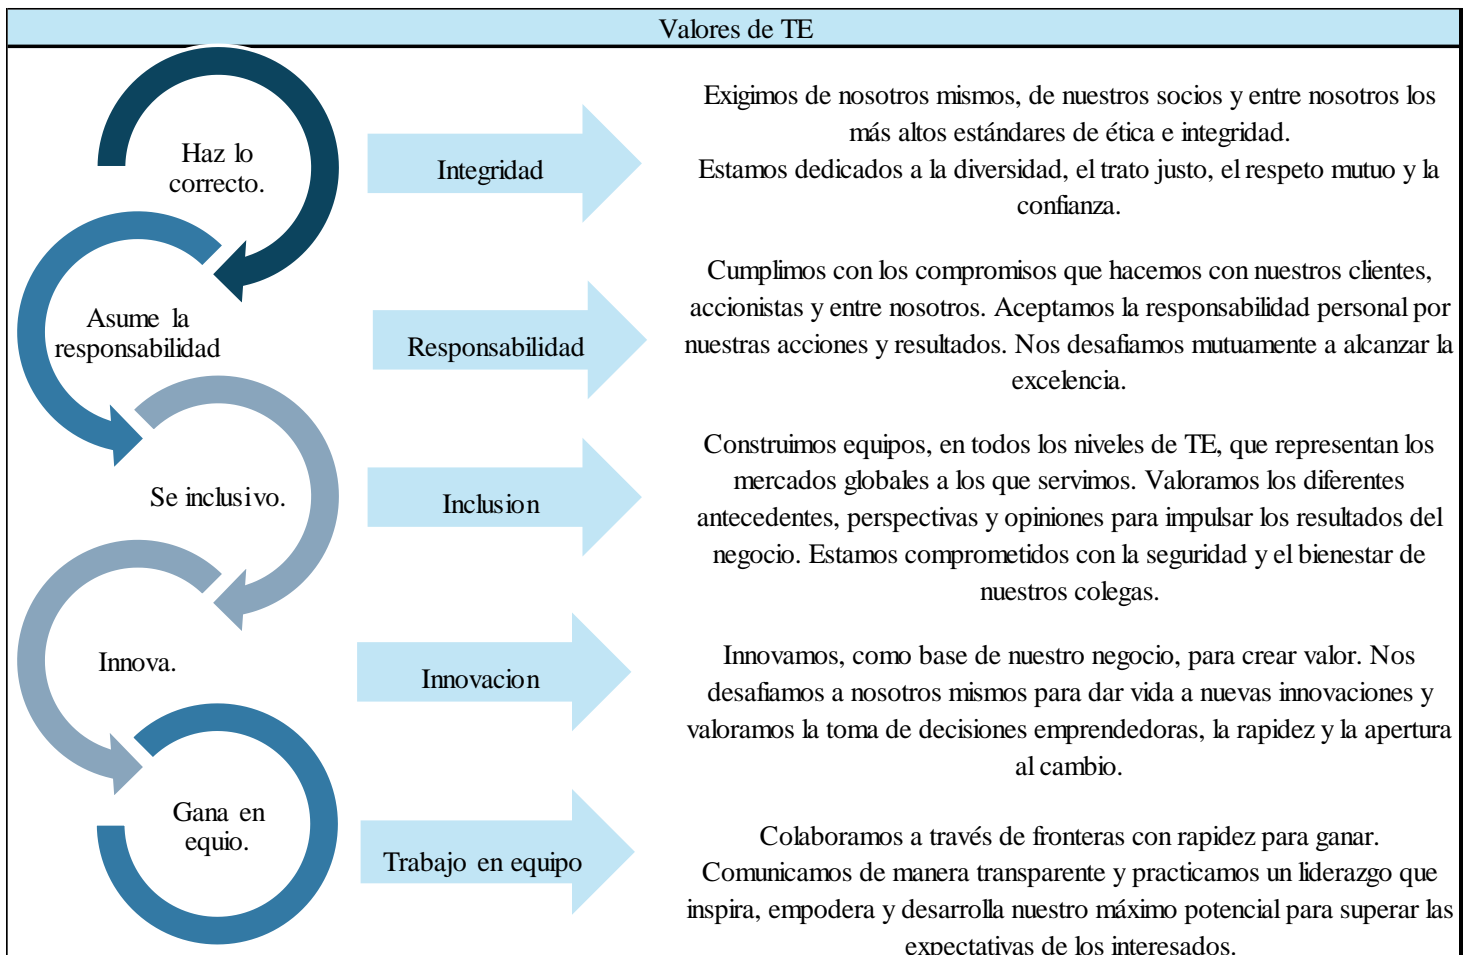 Valores de TE
Haz lo
correcto.
Integridad
Exigimos de nosotros mismos, de nuestros socios y entre nosotros los
más altos estándares de ética e integridad.
Estamos dedicados a la diversidad, el trato justo, el respeto mutuo y la
confianza.
Asume la
responsabilidad
Responsabilidad
Cumplimos con los compromisos que hacemos con nuestros clientes,
accionistas y entre nosotros. Aceptamos la responsabilidad personal por
nuestras acciones y resultados. Nos desafiamos mutuamente a alcanzar la
excelencia.
Se inclusivo.
Inclusion
Construimos equipos, en todos los niveles de TE, que representan los
mercados globales a los que servimos. Valoramos los diferentes
antecedentes, perspectivas y opiniones para impulsar los resultados del
negocio. Estamos comprometidos con la seguridad y el bienestar de
nuestros colegas.
Innova.
Innovacion
Innovamos, como base de nuestro negocio, para crear valor. Nos
desafiamos a nosotros mismos para dar vida a nuevas innovaciones y
valoramos la toma de decisiones emprendedoras, la rapidez y la apertura
al cambio.
Gana en
equio.
Trabajo en equipo
Colaboramos a través de fronteras con rapidez para ganar.
Comunicamos de manera transparente y practicamos un liderazgo que
inspira, empodera y desarrolla nuestro máximo potencial para superar las
expectativas de los interesados.